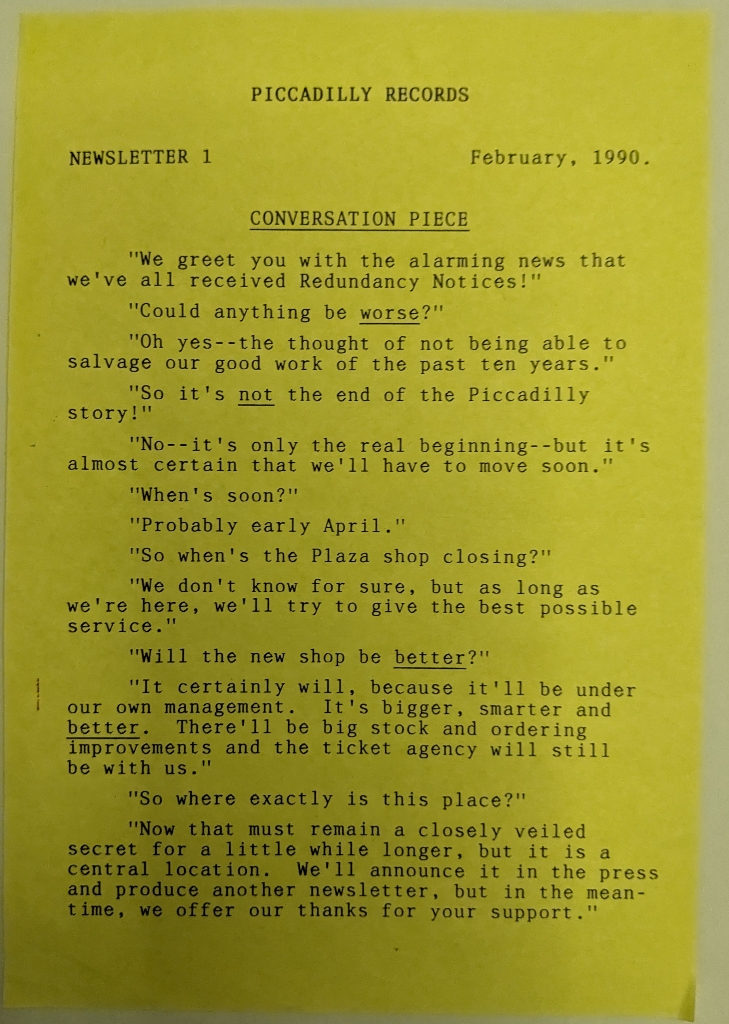 PICCADILLY RECORDS
NEWSLETTER 1 February, 1990.
CONVERSATION PIECE
"We greet you with the alarming news that
we've all received Redundancy Notices!"
"Could anything be worse?"
"Oh yes--the thought of not being able to
salvage our good work of the past ten years."
"So it's not the end of the Piccadilly
story!"
"No--it's only the real beginning--but it's
almost certain that we'll have to move soon."
"When's soon?"
"Probably early April."
"So when's the Plaza shop closing?"
"We don't know for sure, but as long as
we're here, we'll try to give the best possible
service."
"Will the new shop be better?"
"It certainly will, because it'll be under
our own management.  It's bigger, smarter and
better.  There'll be big stock and ordering
improvements and the ticket agency will still
be with us."
"So where exactly is this place?"
"Now that must remain a closely veiled
secret for a little while longer, but it is a
central location.  We'll announce it in the press
and produce another newsletter, but in the mean-
time, we offer our thanks for your support."